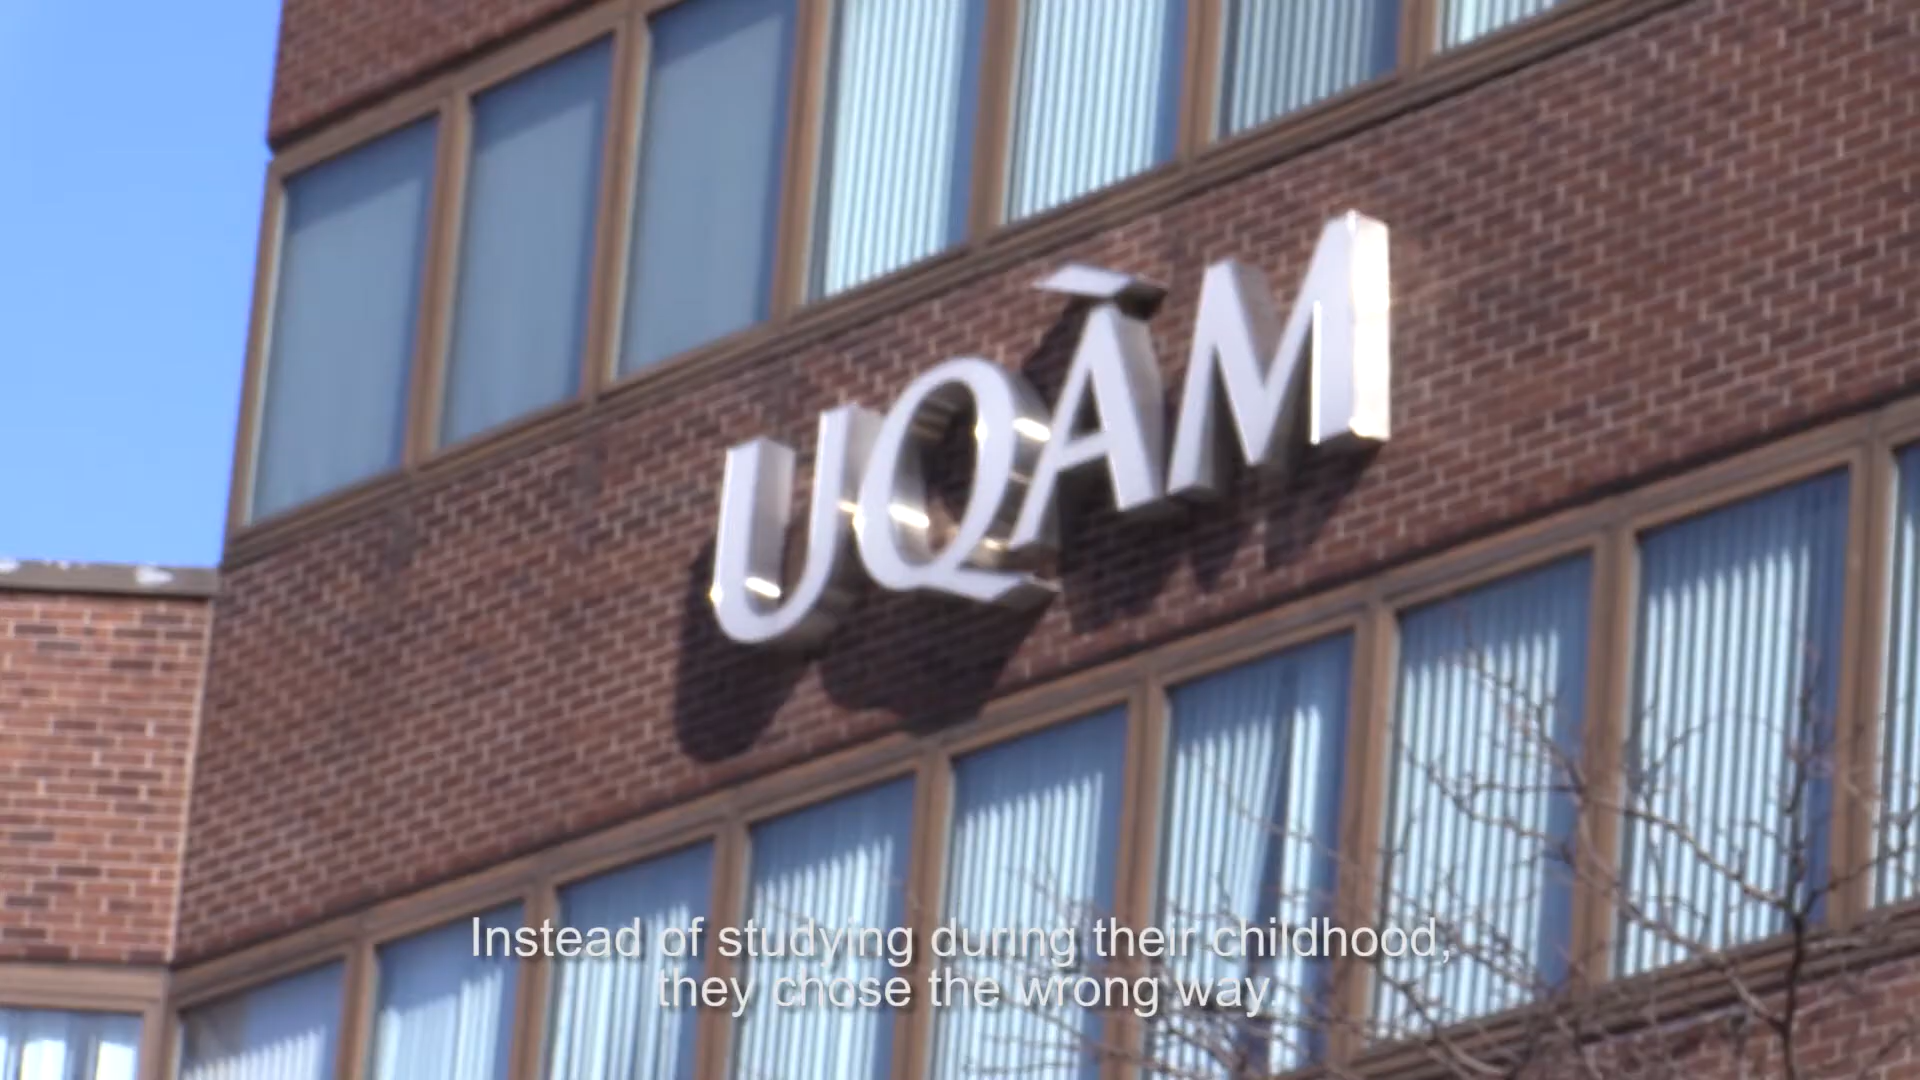 UQÀM
Instead of studying during their childhood,
they chose the wrong way.